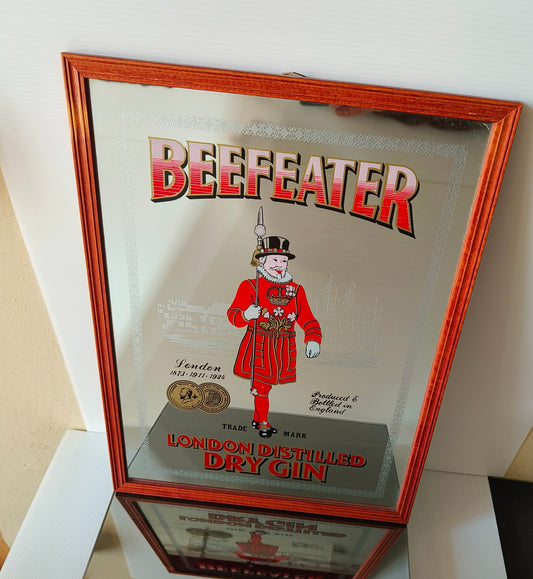 BEEFEATER
London
1873-1911-1924
Produced &
Bottled in
England
TRADE MARK
LONDON DISTILLED
DRY GIN